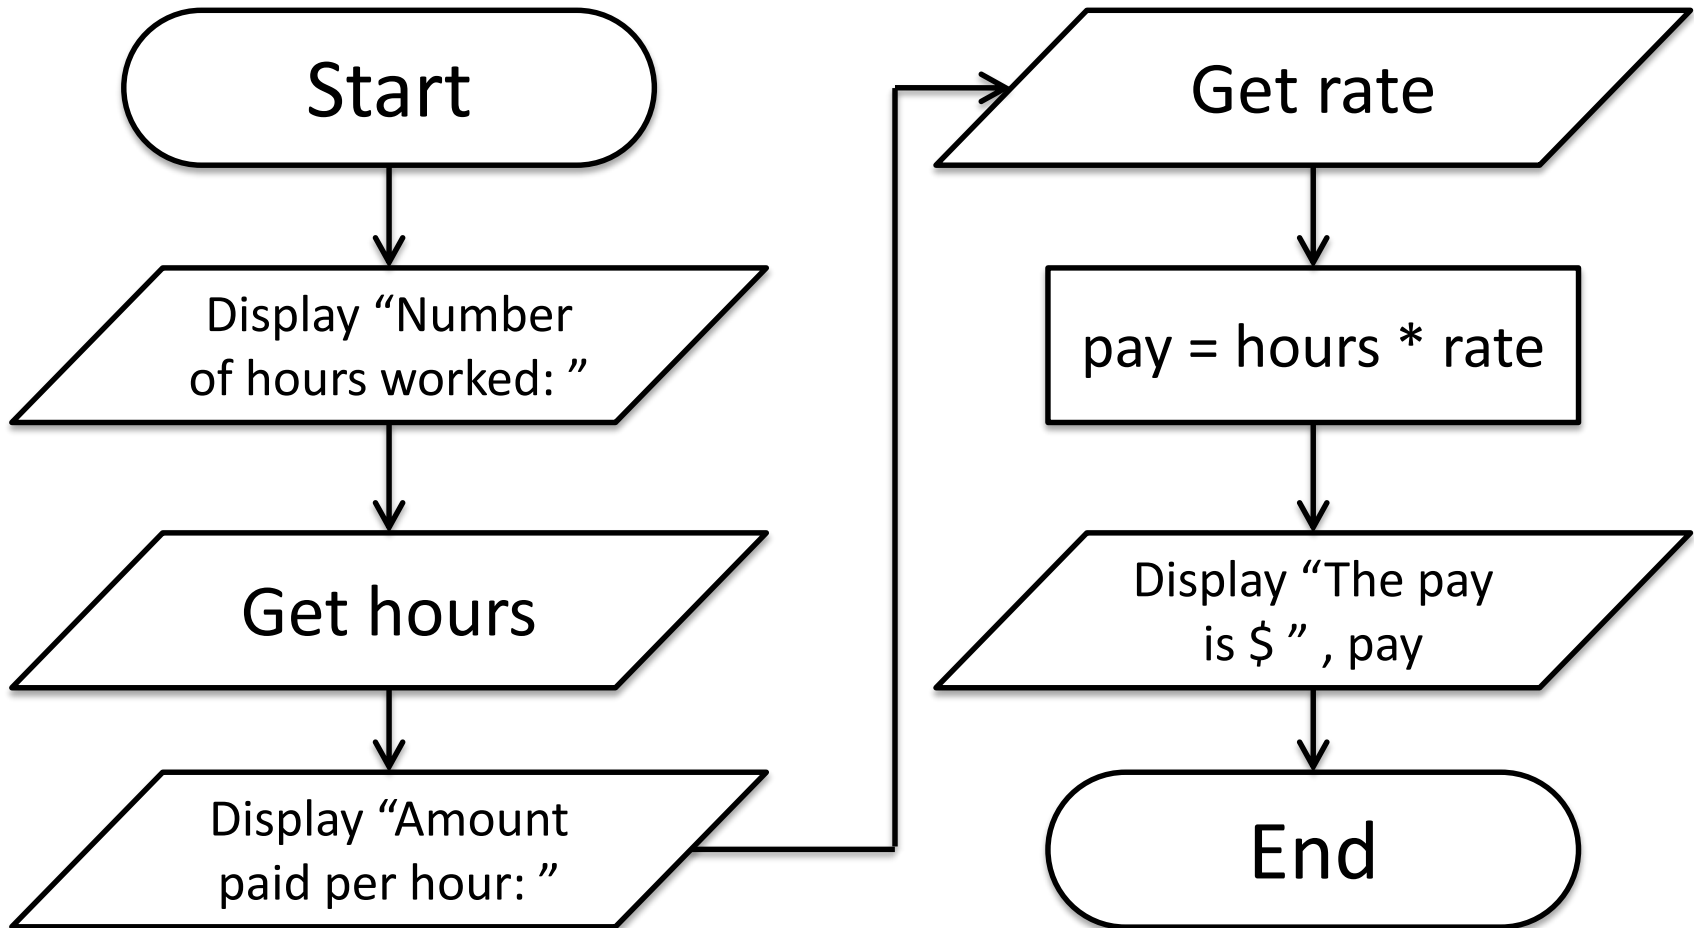 Start
Display “Number
of hours worked: ”
Get hours
Display “Amount
paid per hour: ”
Get rate
pay = hours * rate
Display “The pay
is $ ” , pay
End